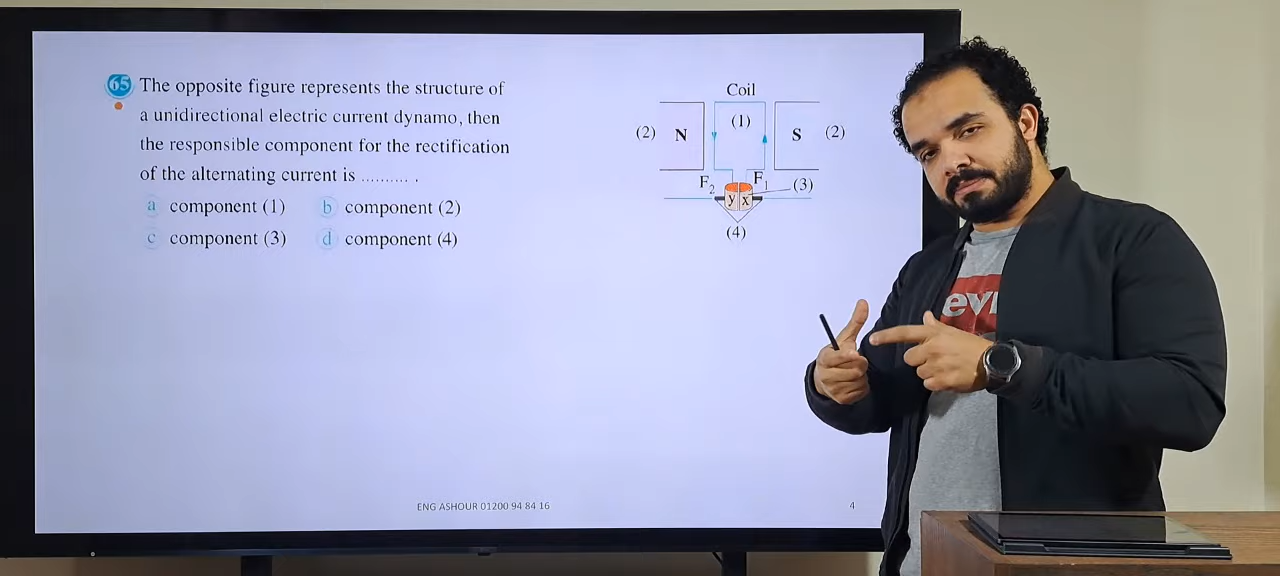 65 The opposite figure represents the structure of
a unidirectional electric current dynamo, then
the responsible component for the rectification
of the alternating current is .......... .
a component (1) b component (2)
c component (3) d component (4)
Coil
(1)
(2) N S (2)
F2 F1 (3)
y x
(4)
evi
ENG ASHOUR 01200 94 84 16 4